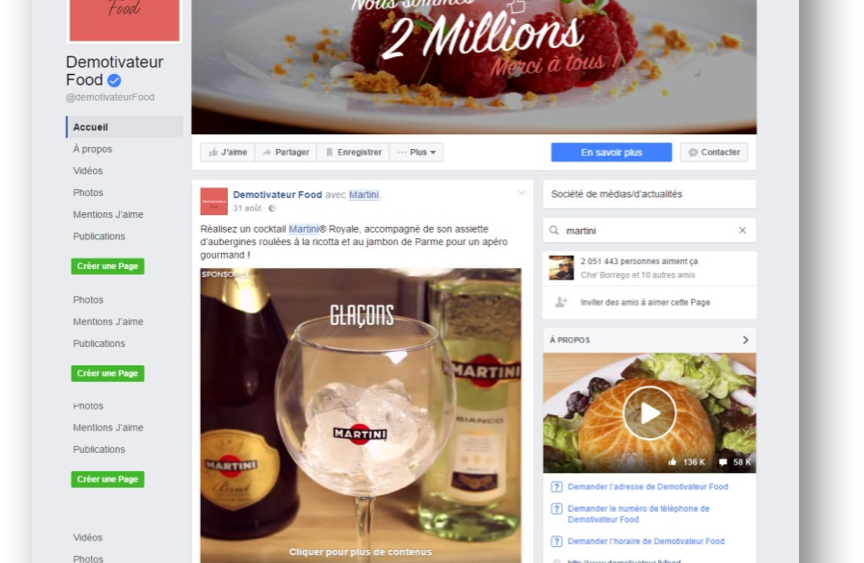 Food
Nous sommes
2 Millions
Merci à tous !
Demotivateur
Food
@demotivateurFood
Accueil
À propos
Vidéos
Photos
Mentions J'aime
Publications
Créer une Page
Photos
Mentions J'aime
Publications
Créer une Page
Photos
Mentions J'aime
Publications
Créer une Page
Vidéos
Photos
J'aime
Partager
Enregistrer
··· Plus
En savoir plus
Contacter
Demotivateur Food avec Martini.
31 août ·
Réalisez un cocktail Martini® Royale, accompagné de son assiette
d'aubergines roulées à la ricotta et au jambon de Parme pour un apéro
gourmand !
GLAÇONS
MARTINI
MARTINI
BIANCO
MARTINI
Brut
Cliquer pour plus de contenus
Société de médias/d'actualités
martini
2 051 443 personnes aiment ça
Che' Borrego et 10 autres amis
Inviter des amis à aimer cette Page
À PROPOS
136 K
58 K
Demander l'adresse de Demotivateur Food
Demander le numéro de téléphone de
Demotivateur Food
Demander l'horaire de Demotivateur Food